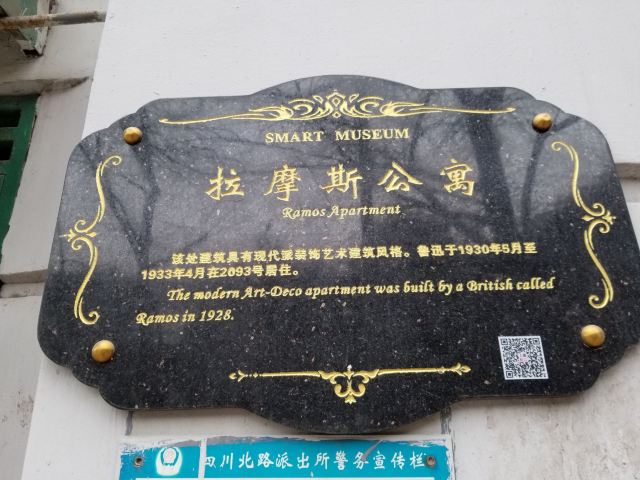 SMART MUSEUM
拉摩斯公寓
Ramos Apartment
该处建筑具有现代派装饰艺术建筑风格。鲁迅于1930年5月至
1933年4月在2093号居住。
The modern Art-Deco apartment was built by a British called
Ramos in 1928.
四川北路派出所警务宣传栏